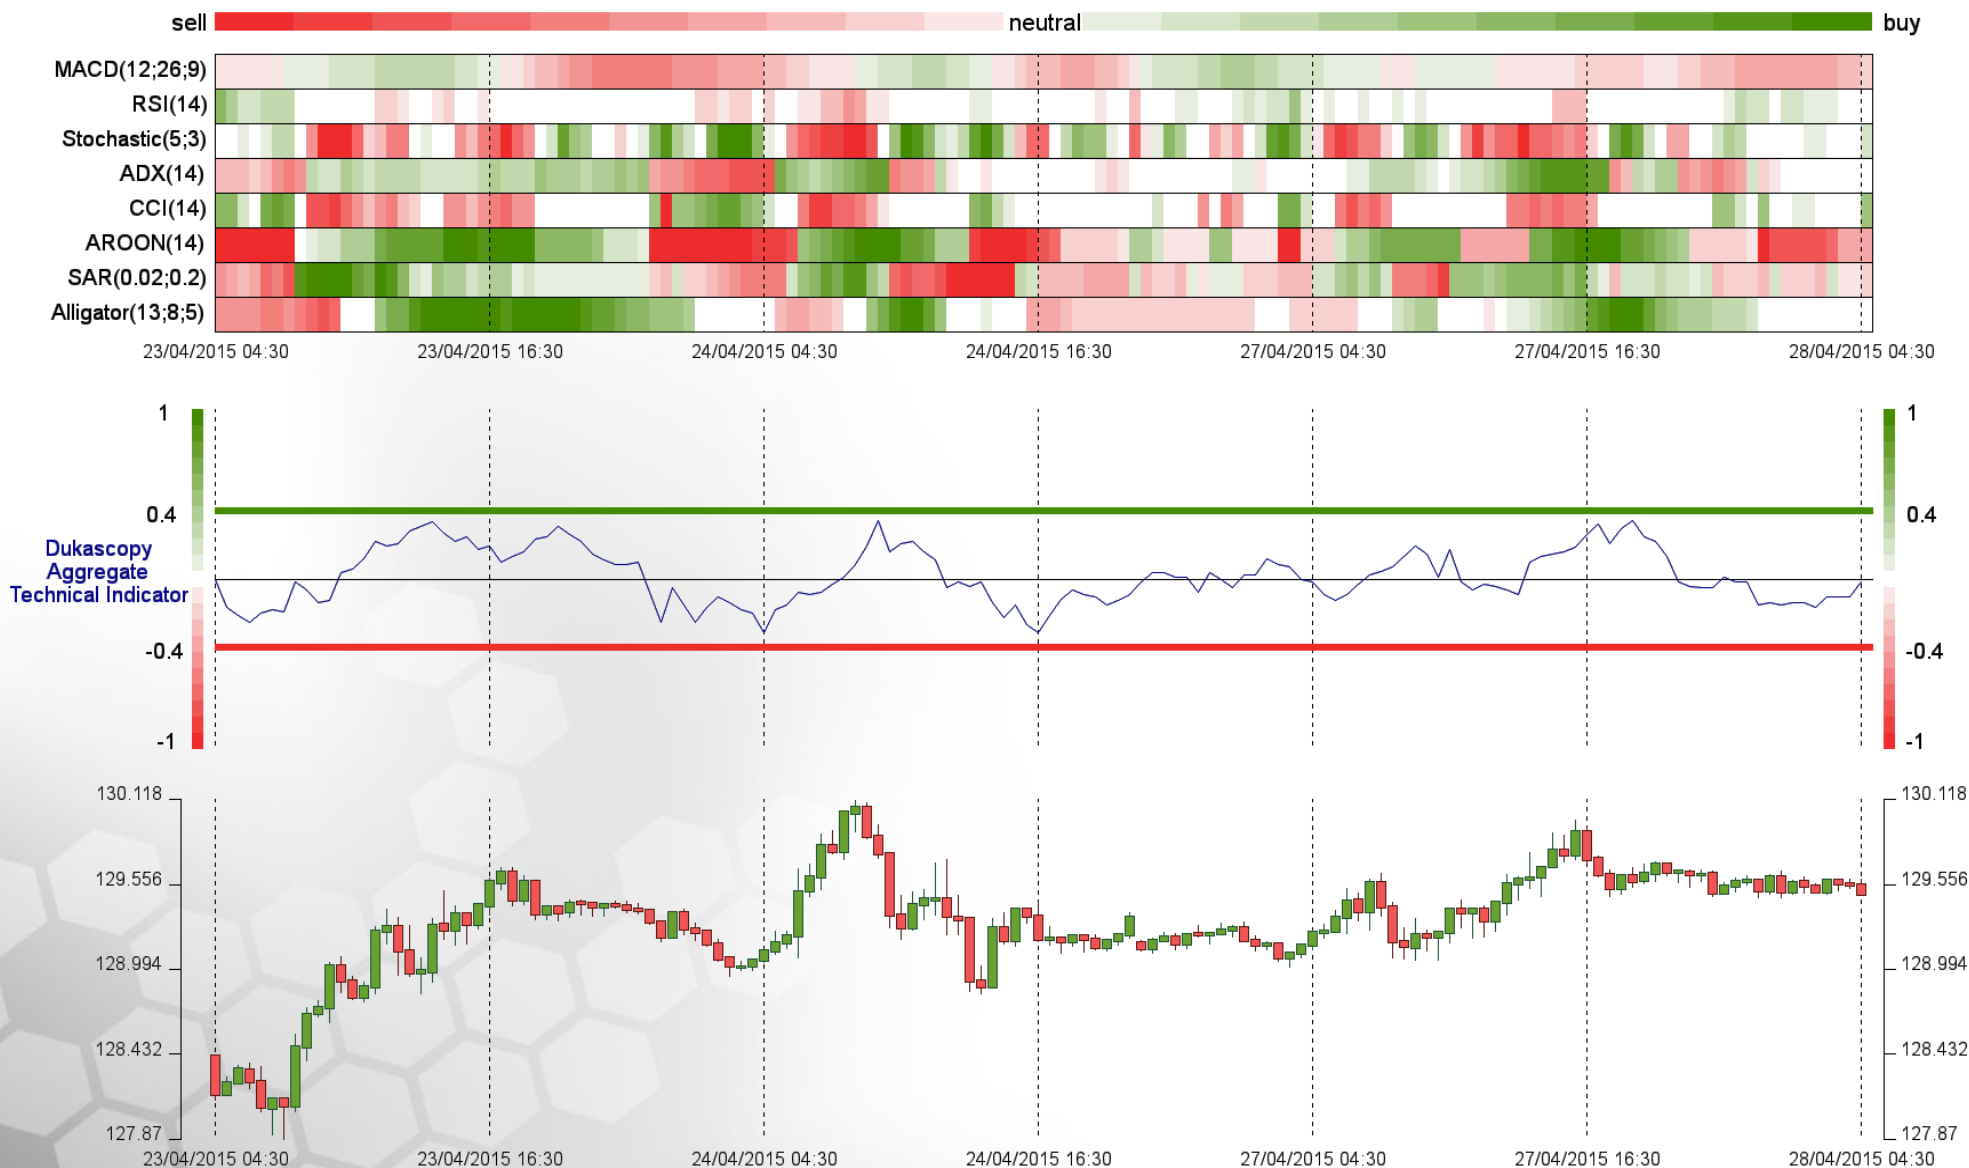 sell neutral buy
MACD(12;26;9)
RSI(14)
Stochastic(5;3)
ADX(14)
CCI(14)
AROON(14)
SAR(0.02;0.2)
Alligator(13;8;5)
23/04/2015 04:30 23/04/2015 16:30 24/04/2015 04:30 24/04/2015 16:30 27/04/2015 04:30 27/04/2015 16:30 28/04/2015 04:30
1 1
0.4 0.4
Dukascopy
Aggregate
Technical Indicator
-0.4 -0.4
-1 -1
130.118 130.118
129.556 129.556
128.994 128.994
128.432 128.432
127.87 127.87
23/04/2015 04:30 23/04/2015 16:30 24/04/2015 04:30 24/04/2015 16:30 27/04/2015 04:30 27/04/2015 16:30 28/04/2015 04:30